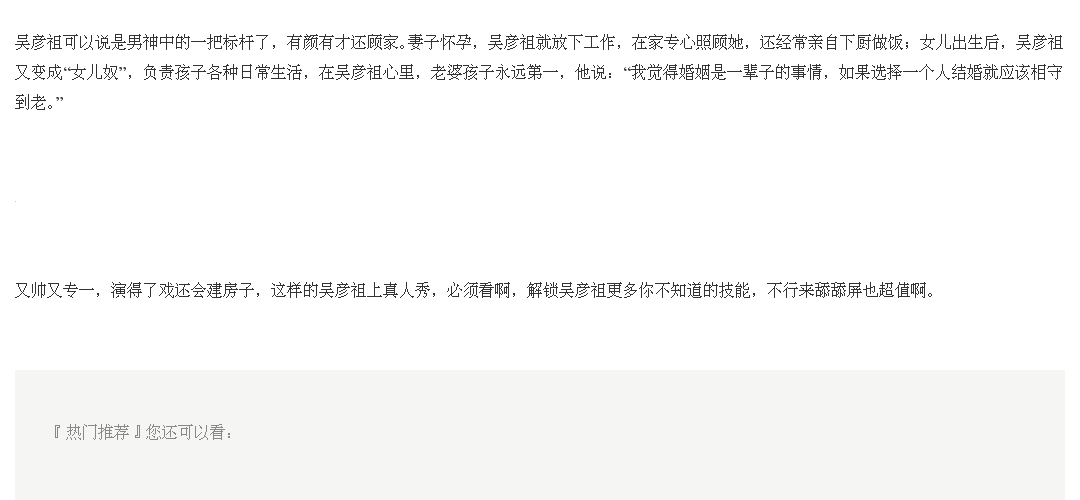 吴彦祖可以说是男神中的一把标杆了，有颜有才还顾家。妻子怀孕，吴彦祖就放下工作，在家专心照顾她，还经常亲自下厨做饭；女儿出生后，吴彦祖
又变成“女儿奴”，负责孩子各种日常生活，在吴彦祖心里，老婆孩子永远第一，他说：“我觉得婚姻是一辈子的事情，如果选择一个人结婚就应该相守
到老。”
又帅又专一，演得了戏还会建房子，这样的吴彦祖上真人秀，必须看啊，解锁吴彦祖更多你不知道的技能，不行来舔舔屏也超值啊。
『 热门推荐 』您还可以看：